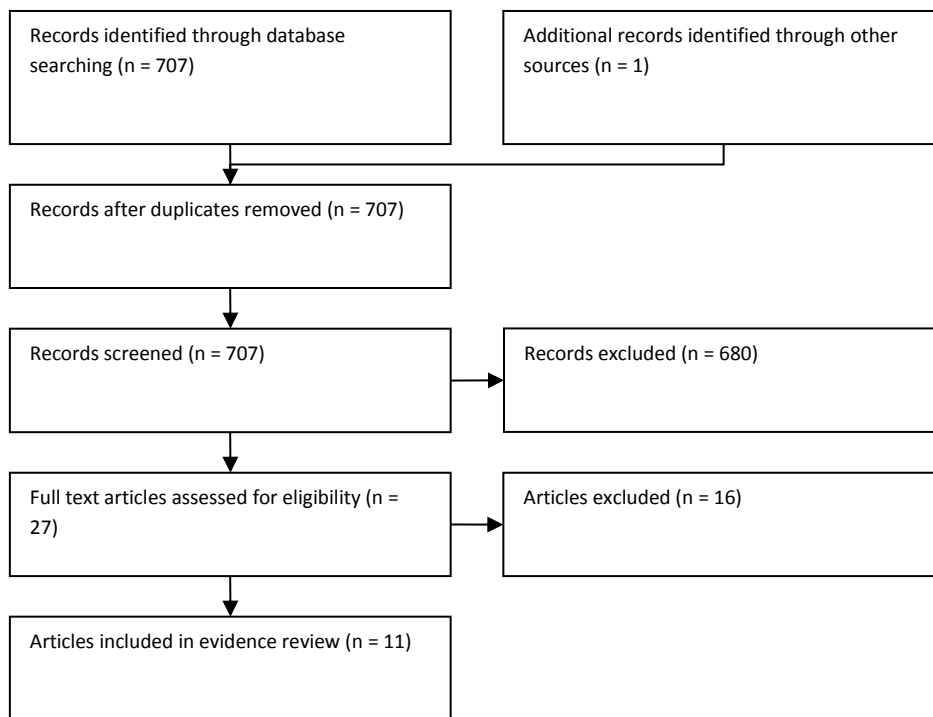 Records identified through database
searching (n = 707)
Additional records identified through other
sources (n = 1)
Records after duplicates removed (n = 707)
Records screened (n = 707)
Records excluded (n = 680)
Full text articles assessed for eligibility (n =
27)
Articles excluded (n = 16)
Articles included in evidence review (n = 11)